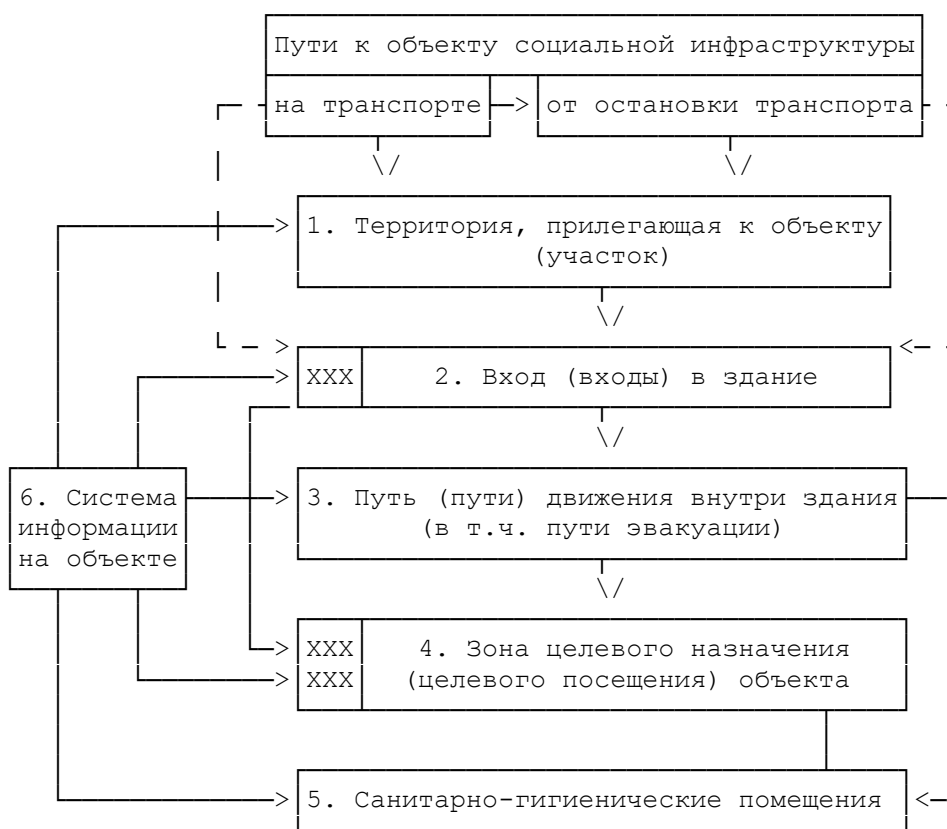 Пути к объекту социальной инфраструктуры
на транспорте
от остановки транспорта
1. Территория, прилегающая к объекту
(участок)
XXX
2. Вход (входы) в здание
6. Система
информации
на объекте
3. Путь (пути) движения внутри здания
(в т.ч. пути эвакуации)
XXX
XXX
4. Зона целевого назначения
(целевого посещения) объекта
5. Санитарно-гигиенические помещения